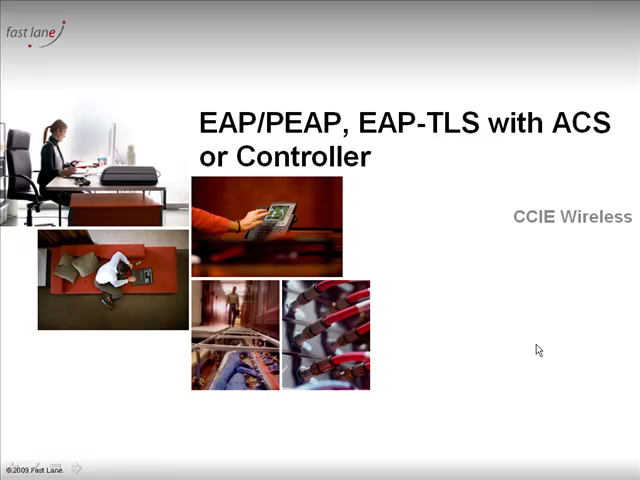 fast lane
EAP/PEAP, EAP-TLS with ACS
or Controller
CCIE Wireless
© 2009 Fast Lane.